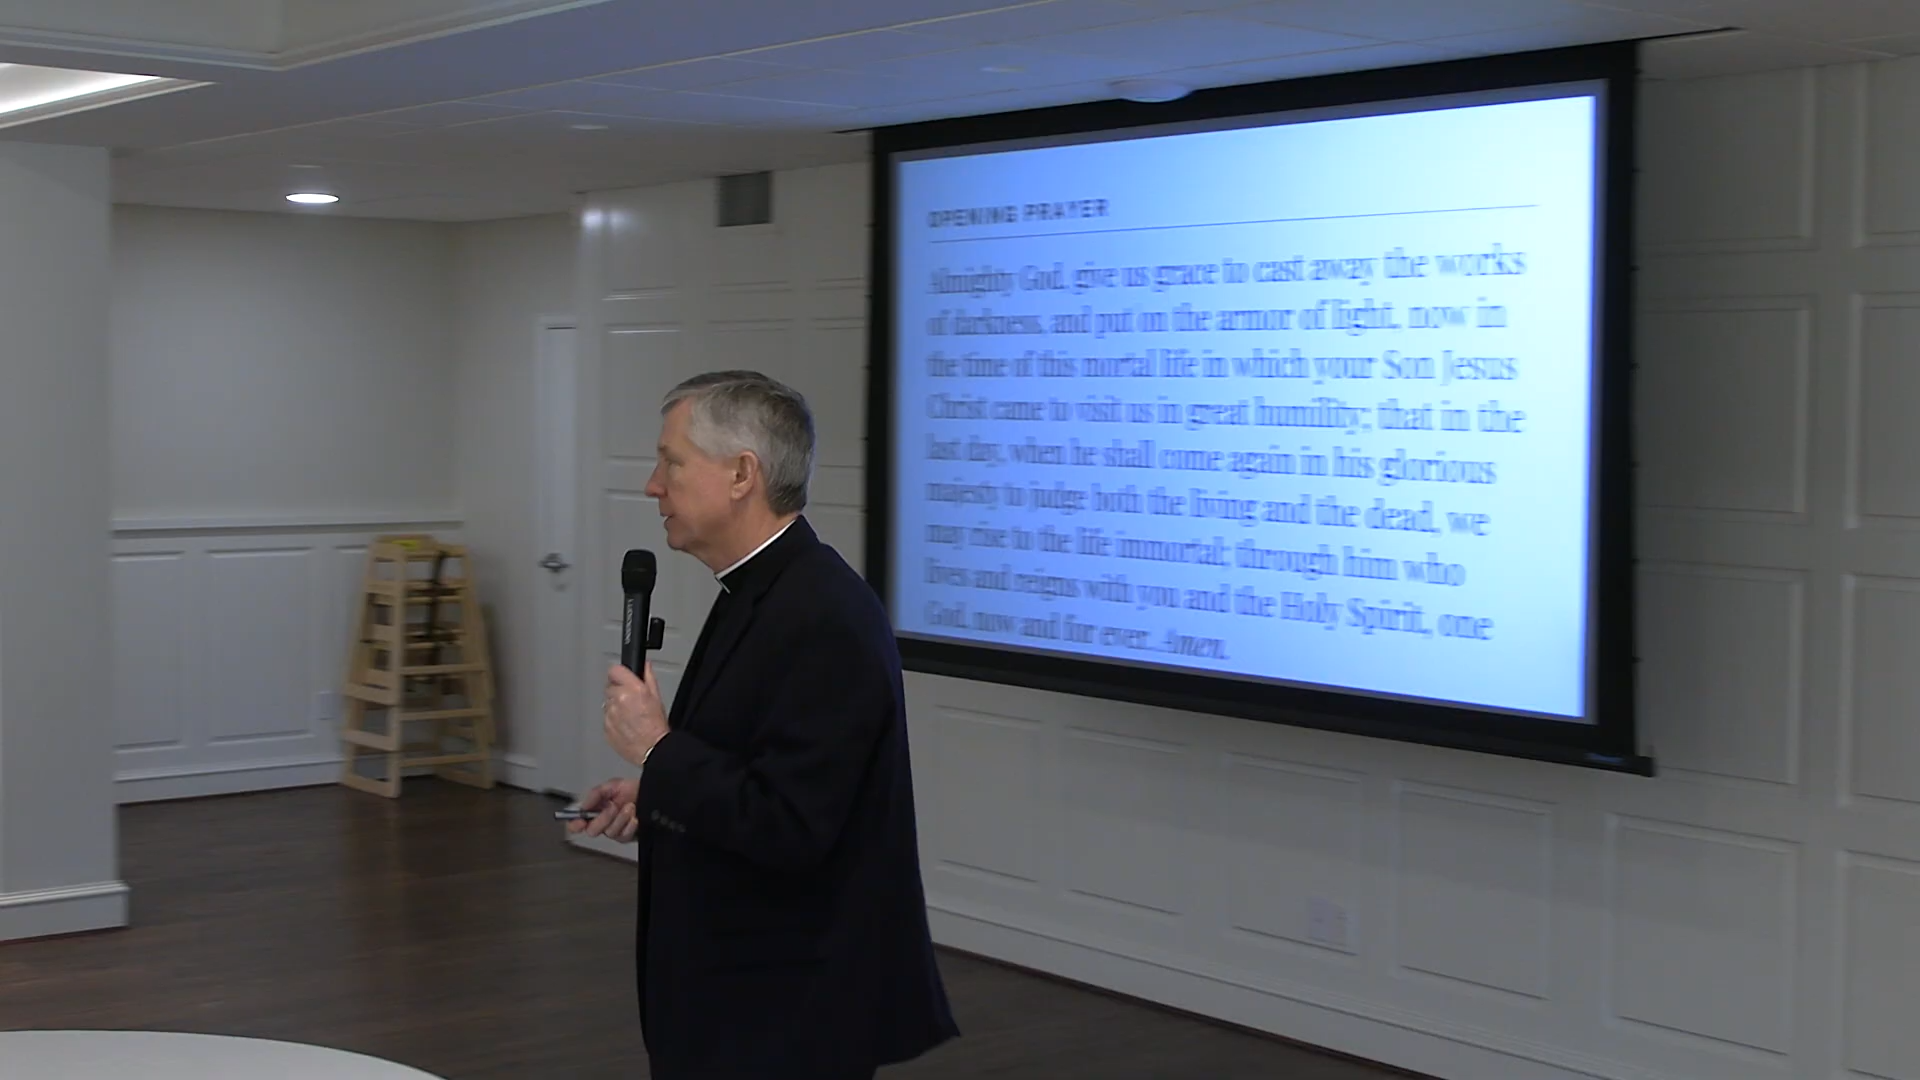 OPENING PRAYER
Almighty God, give us grace to cast away the works
of darkness, and put on the armor of light, now in
the time of this mortal life in which your Son Jesus
Christ came to visit us in great humility; that in the
last day, when he shall come again in his glorious
majesty to judge both the living and the dead, we
may rise to the life immortal; through him who
lives and reigns with you and the Holy Spirit, one
God, now and for ever. Amen.